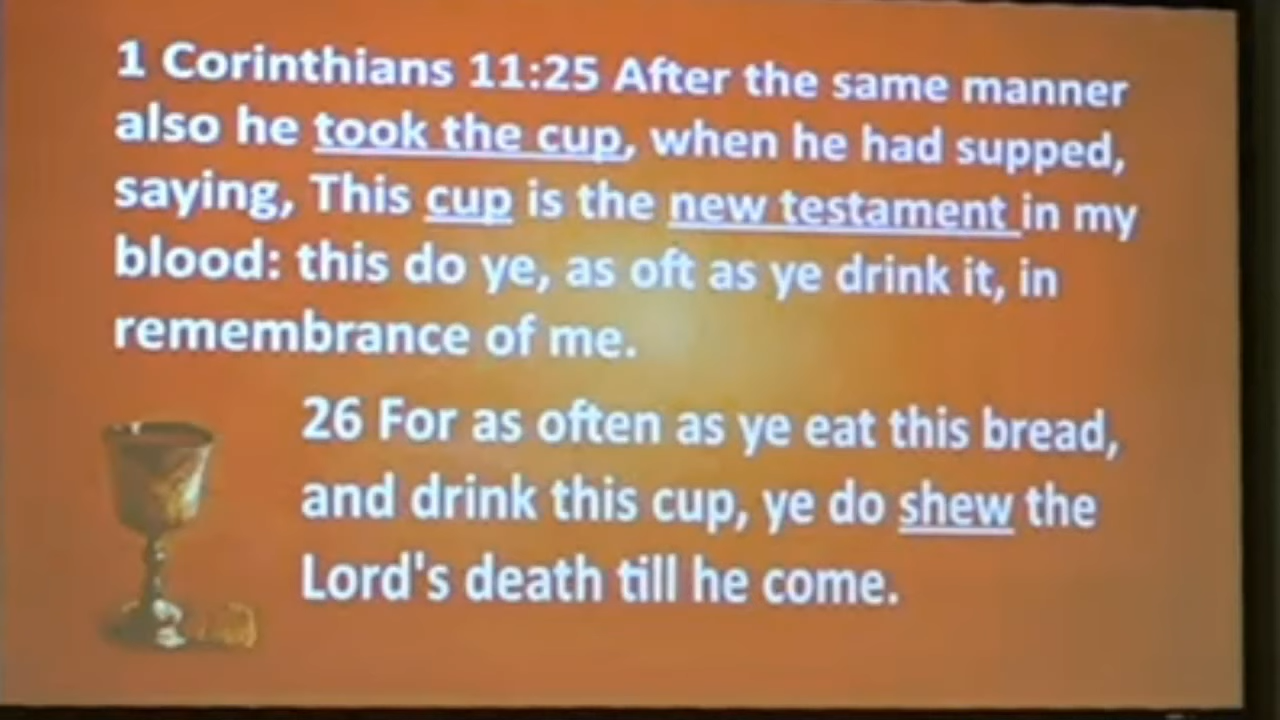 1 Corinthians 11:25 After the same manner
also he took the cup, when he had supped,
saying, This cup is the new testament in my
blood: this do ye, as oft as ye drink it, in
remembrance of me.
26 For as often as ye eat this bread,
and drink this cup, ye do shew the
Lord's death till he come.